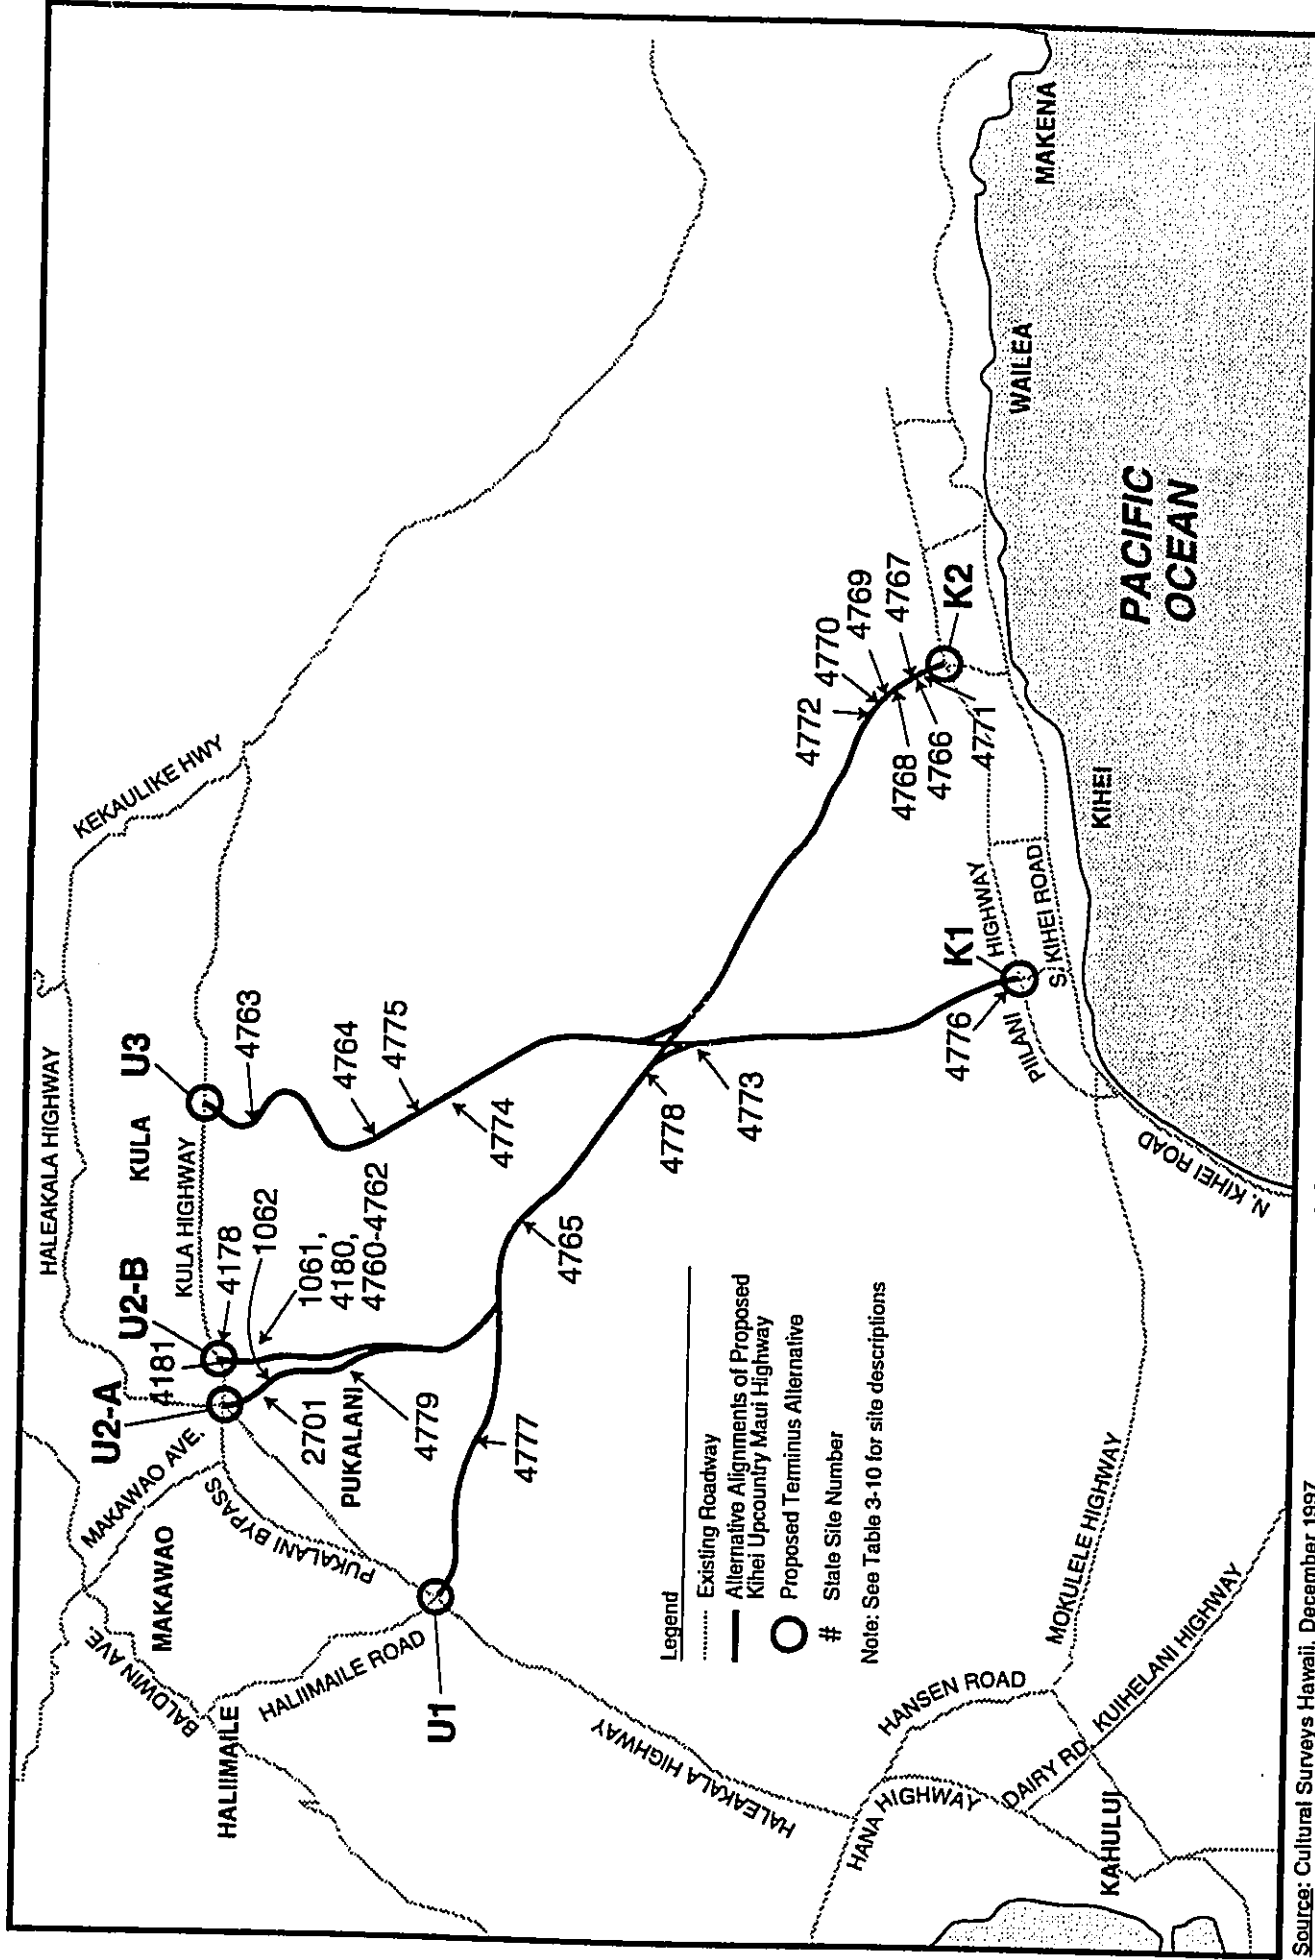 HALEAKALA HIGHWAY
KEKAULIKE HWY
U3
KULA
KULA HIGHWAY
4763
4764
4775
4774
U2-B
4178
1062
1061,
4180,
4760-4762
4181
U2-A
2701
PUKALANI
4779
MAKAWAO AVE.
MAKAWAO
PUKALANI BYPASS
BALDWIN AVE.
HALIIMAILE
HALIIMAILE ROAD
U1
4777
4765
4778
4773
HALEAKALA HIGHWAY
4772
4770
4769
4767
K2
4768
4766
4771
K1
4776
PIILANI
HIGHWAY
S. KIHEI ROAD
KIHEI
N. KIHEI ROAD
WAILEA
MAKENA
PACIFIC
OCEAN
MOKULELE HIGHWAY
HANSEN ROAD
KUIHELANI HIGHWAY
DAIRY RD.
HANA HIGHWAY
KAHULUI
Legend
Existing Roadway
Alternative Alignments of Proposed
Kihei Upcountry Maui Highway
Proposed Terminus Alternative
# State Site Number
Note: See Table 3-10 for site descriptions
Source: Cultural Surveys Hawaii, December 1997